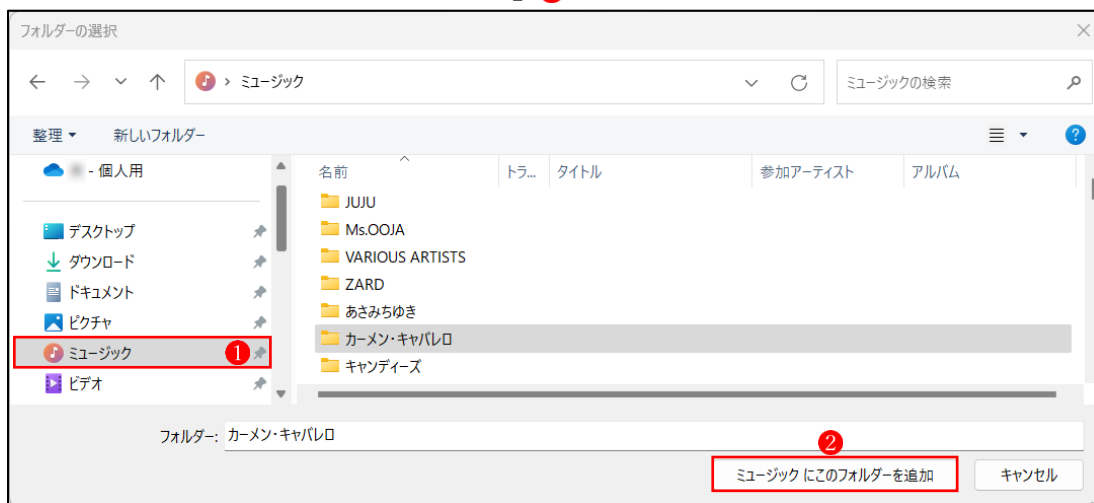 フォルダーの選択
ミュージック
ミュージックの検索
整理
新しいフォルダー
- 個人用
デスクトップ
ダウンロード
ドキュメント
ピクチャ
ミュージック 1
ビデオ
名前 トラ... タイトル 参加アーティスト アルバム
JUJU
Ms.OOJA
VARIOUS ARTISTS
ZARD
あさみちゆき
カーメン・キャバレロ
キャンディーズ
フォルダー: カーメン・キャバレロ
2
ミュージック にこのフォルダーを追加 キャンセル